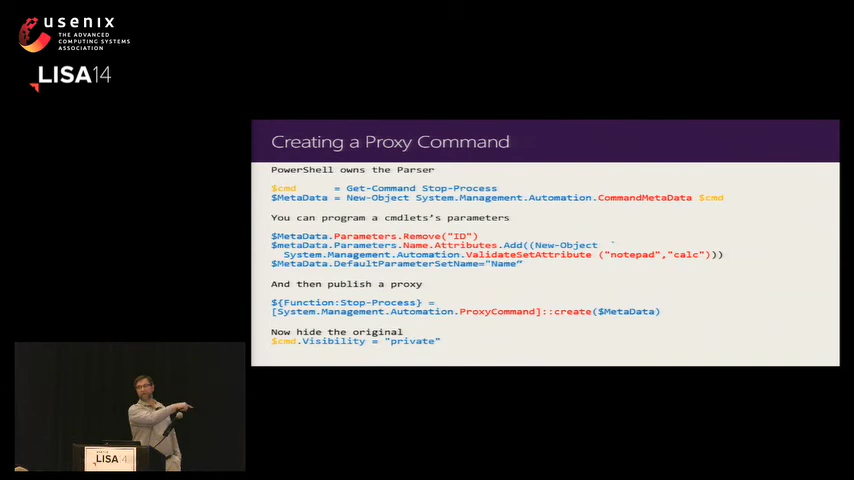 usenix
THE ADVANCED
COMPUTING SYSTEMS
ASSOCIATION
LISA14
Creating a Proxy Command
PowerShell owns the Parser
$cmd = Get-Command Stop-Process
$MetaData = New-Object System.Management.Automation.CommandMetaData $cmd
You can program a cmdlets's parameters
$MetaData.Parameters.Remove("ID")
$metaData.Parameters.Name.Attributes.Add((New-Object `
System.Management.Automation.ValidateSetAttribute ("notepad","calc")))
$MetaData.DefaultParameterSetName="Name"
And then publish a proxy
${Function:Stop-Process} =
[System.Management.Automation.ProxyCommand]::create($MetaData)
Now hide the original
$cmd.Visibility = "private"
LISA14